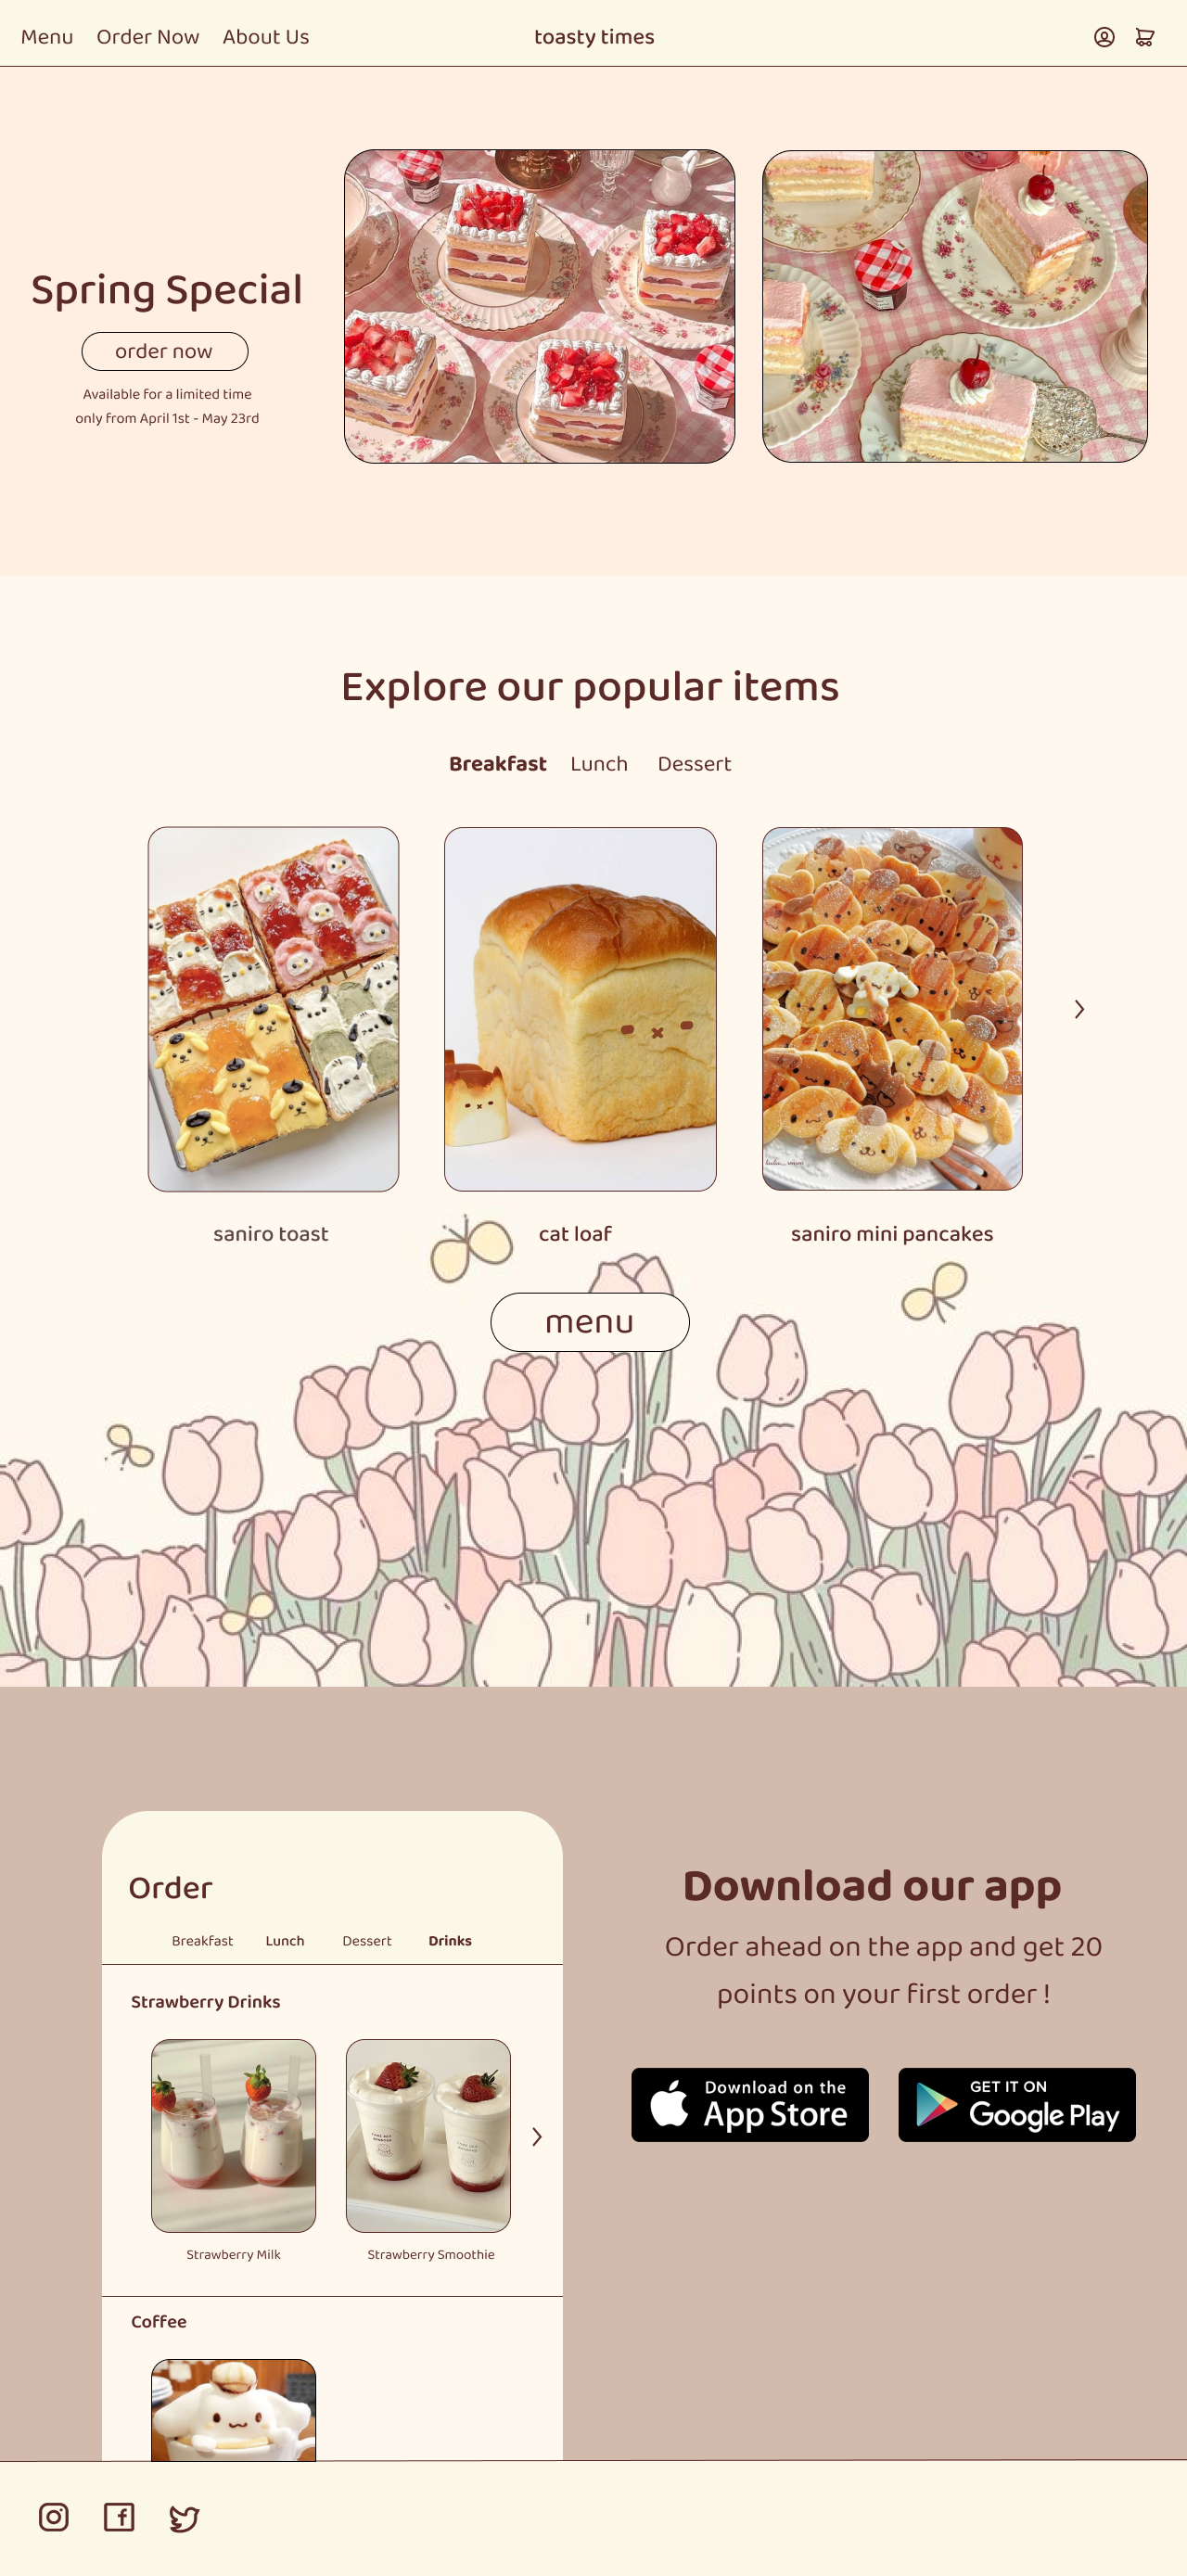 Menu Order Now About Us toasty times
Spring Special
order now
Available for a limited time
only from April 1st - May 23rd
Explore our popular items
Breakfast Lunch Dessert
saniro toast cat loaf saniro mini pancakes
menu
Order
Breakfast Lunch Dessert Drinks
Strawberry Drinks
Strawberry Milk Strawberry Smoothie
Coffee
Download our app
Order ahead on the app and get 20
points on your first order !
Download on the
App Store
GET IT ON
Google Play